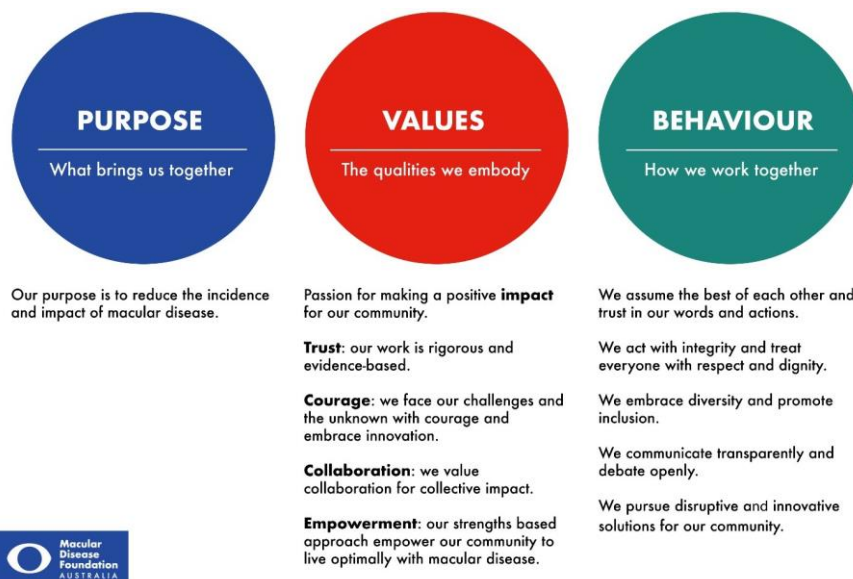 PURPOSE
What brings us together
Our purpose is to reduce the incidence
and impact of macular disease.
VALUES
The qualities we embody
Passion for making a positive impact
for our community.
Trust: our work is rigorous and
evidence-based.
Courage: we face our challenges and
the unknown with courage and
embrace innovation.
Collaboration: we value
collaboration for collective impact.
Empowerment: our strengths based
approach empower our community to
live optimally with macular disease.
BEHAVIOUR
How we work together
We assume the best of each other and
trust in our words and actions.
We act with integrity and treat
everyone with respect and dignity.
We embrace diversity and promote
inclusion.
We communicate transparently and
debate openly.
We pursue disruptive and innovative
solutions for our community.
Macular
Disease
Foundation
AUSTRALIA